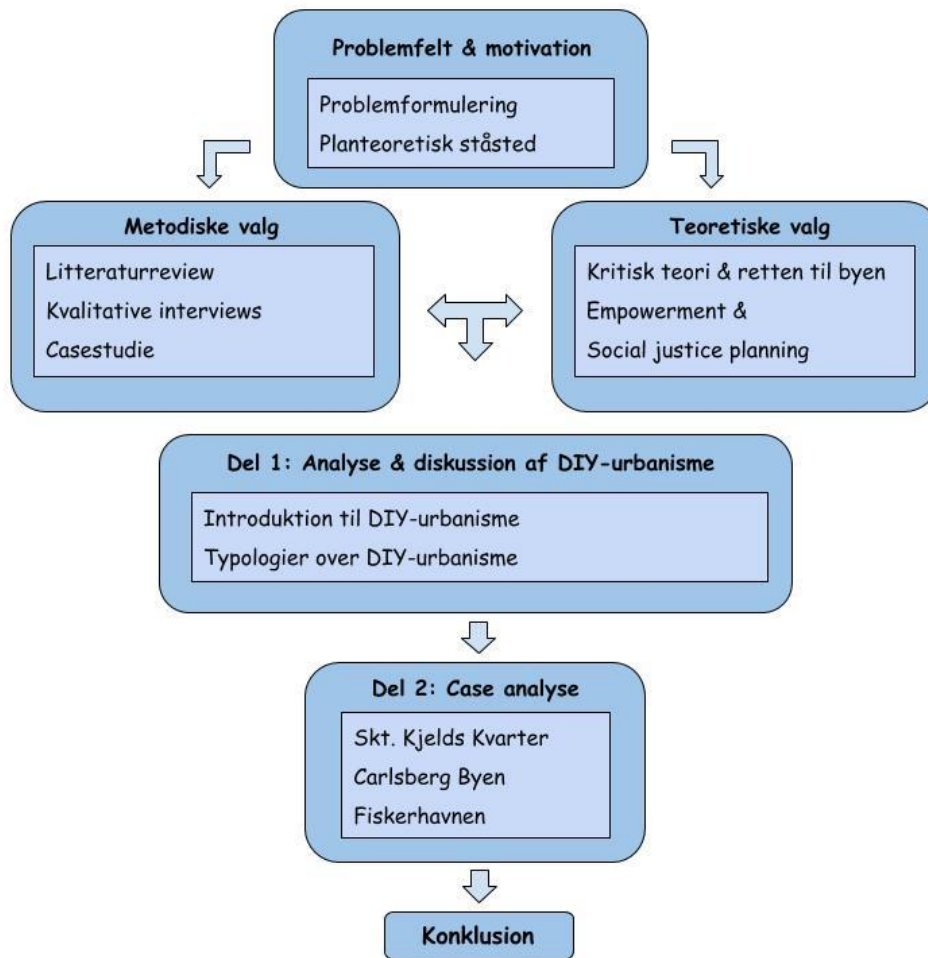 Problemfelt & motivation
Problemformulering
Planteoretisk ståsted
Metodiske valg
Litteraturreview
Kvalitative interviews
Casestudie
Teoretiske valg
Kritisk teori & retten til byen
Empowerment &
Social justice planning
Del 1: Analyse & diskussion af DIY-urbanisme
Introduktion til DIY-urbanisme
Typologier over DIY-urbanisme
Del 2: Case analyse
Skt. Kjelds Kvarter
Carlsberg Byen
Fiskerhavnen
Konklusion